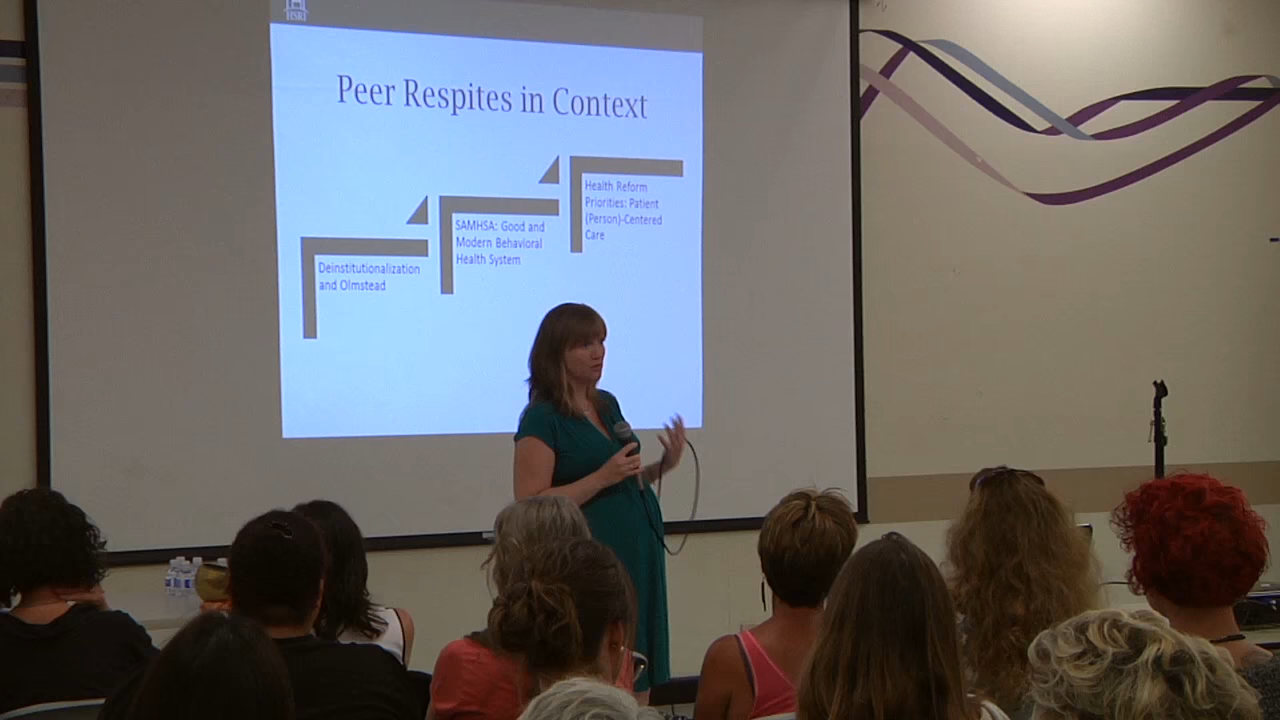 HSRI
Peer Respites in Context
Deinstitutionalization
and Olmstead
SAMHSA: Good and
Modern Behavioral
Health System
Health Reform
Priorities: Patient
(Person)-Centered
Care